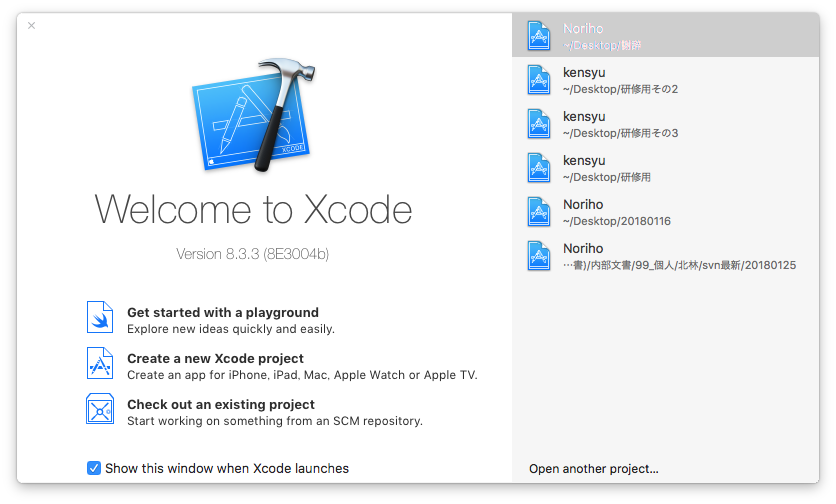 XCODE
Welcome to Xcode
Version 8.3.3 (8E3004b)
Get started with a playground
Explore new ideas quickly and easily.
Create a new Xcode project
Create an app for iPhone, iPad, Mac, Apple Watch or Apple TV.
Check out an existing project
Start working on something from an SCM repository.
Show this window when Xcode launches
Noriho
~/Desktop/
kensyu
~/Desktop/研修用その2
kensyu
~/Desktop/研修用その3
kensyu
~/Desktop/研修用
Noriho
~/Desktop/20180116
Noriho
…書)/内部文書/99_個人/北林/svn最新/20180125
Open another project...